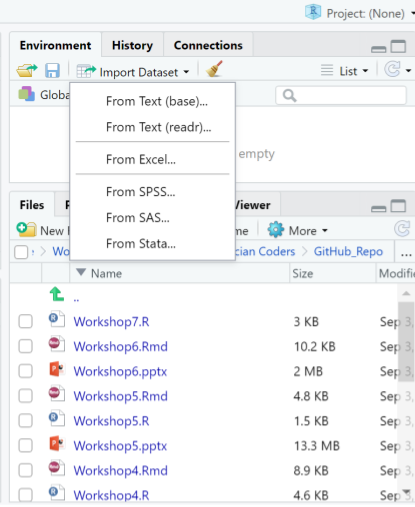 Project: (None)
Environment History Connections
Import Dataset List
Globa
From Text (base)...
From Text (readr)...
From Excel...
empty
From SPSS...
From SAS...
From Stata...
Files Viewer
New More
cian Coders GitHub_Repo ...
Name Size Modifie
..
Workshop7.R 3 KB Sep 3,
Workshop6.Rmd 10.2 KB Sep 3,
Workshop6.pptx 2 MB Sep 3,
Workshop5.Rmd 4.8 KB Sep 3,
Workshop5.R 1.5 KB Sep 3,
Workshop5.pptx 13.3 MB Sep 3,
Workshop4.Rmd 8.9 KB Sep 3,
Workshop4.R 4.6 KB Sep 3,